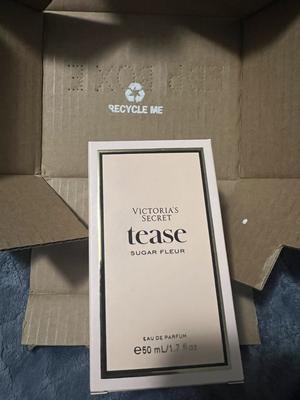 RECYCLE ME
VICTORIA'S
SECRET
tease
SUGAR FLEUR
EAU DE PARFUM
℮50 mL/1.7 fl oz